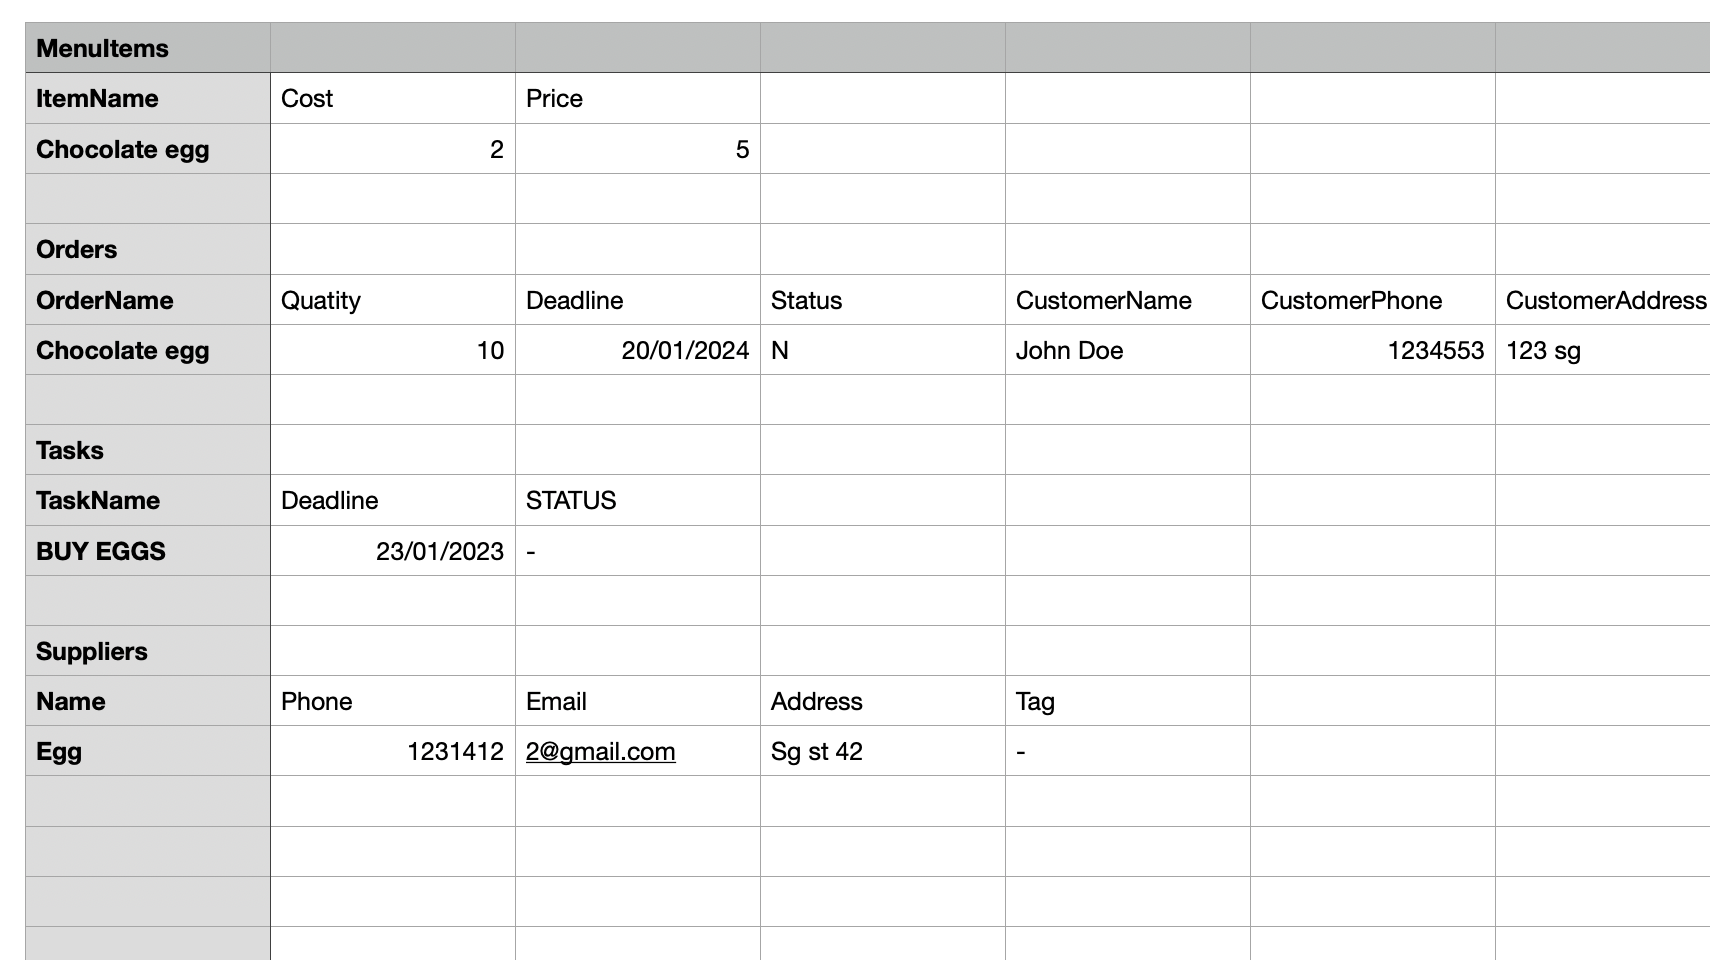 MenuItems
ItemName Cost Price
Chocolate egg 2 5
Orders
OrderName Quatity Deadline Status CustomerName CustomerPhone CustomerAddress
Chocolate egg 10 20/01/2024 N John Doe 1234553 123 sg
Tasks
TaskName Deadline STATUS
BUY EGGS 23/01/2023 -
Suppliers
Name Phone Email Address Tag
Egg 1231412 2@gmail.com Sg st 42 -